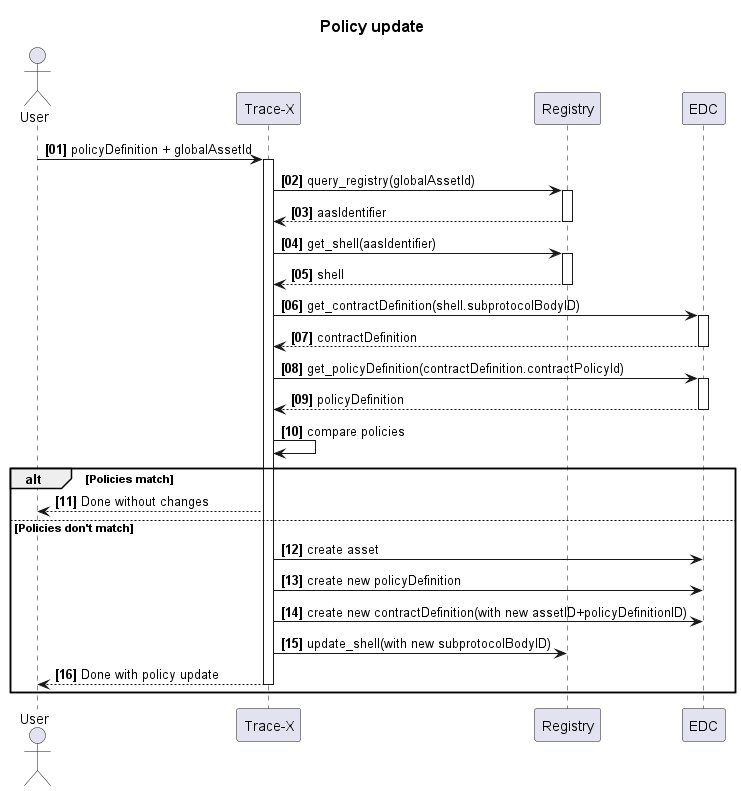 Policy update
User
Trace-X
Registry
EDC
[01] policyDefinition + globalAssetId
[02] query_registry(globalAssetId)
[03] aasIdentifier
[04] get_shell(aasIdentifier)
[05] shell
[06] get_contractDefinition(shell.subprotocolBodyID)
[07] contractDefinition
[08] get_policyDefinition(contractDefinition.contractPolicyId)
[09] policyDefinition
[10] compare policies
alt [Policies match]
[11] Done without changes
[Policies don't match]
[12] create asset
[13] create new policyDefinition
[14] create new contractDefinition(with new assetID+policyDefinitionID)
[15] update_shell(with new subprotocolBodyID)
[16] Done with policy update
User
Trace-X
Registry
EDC